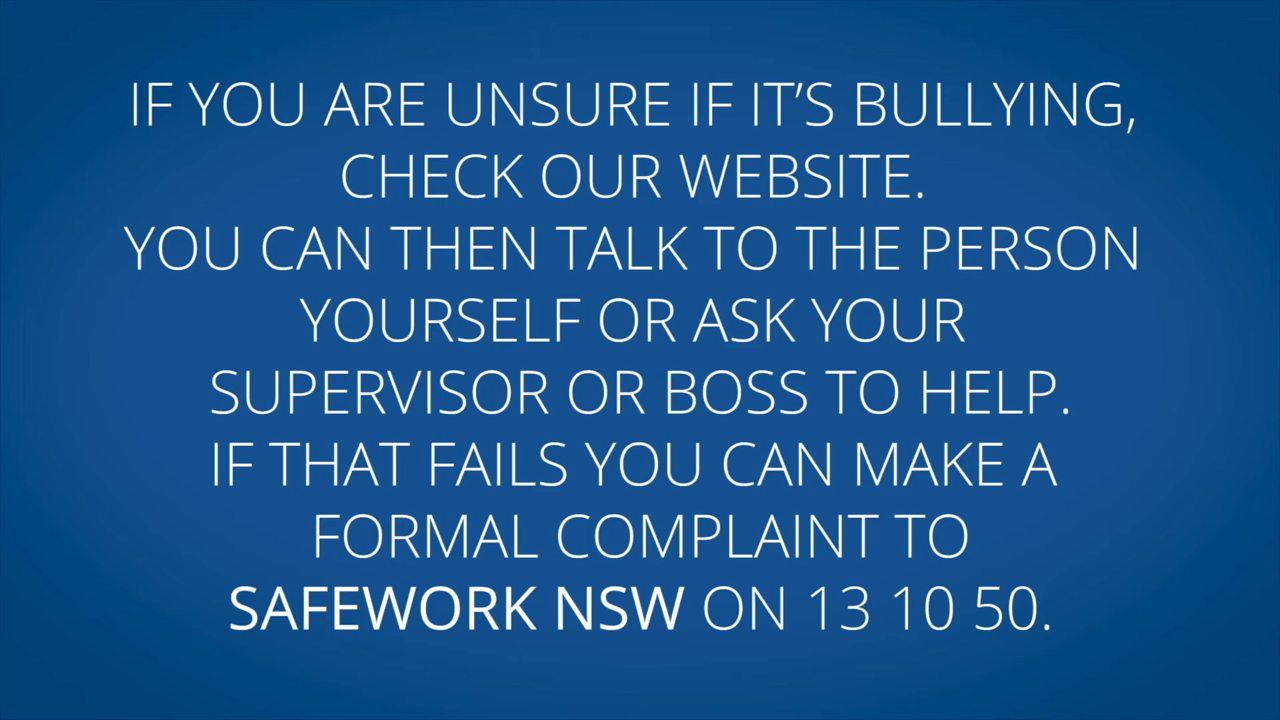 IF YOU ARE UNSURE IF IT’S BULLYING,
CHECK OUR WEBSITE.
YOU CAN THEN TALK TO THE PERSON
YOURSELF OR ASK YOUR
SUPERVISOR OR BOSS TO HELP.
IF THAT FAILS YOU CAN MAKE A
FORMAL COMPLAINT TO
SAFEWORK NSW ON 13 10 50.